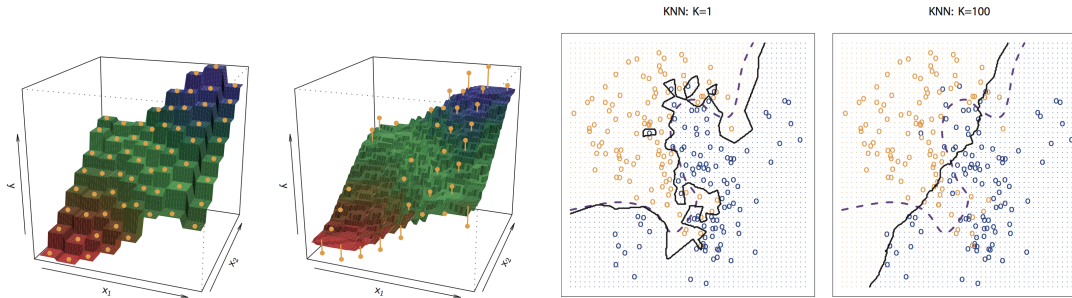 KNN: K=1
KNN: K=100
y
x₁
x₂
y
x₁
x₂